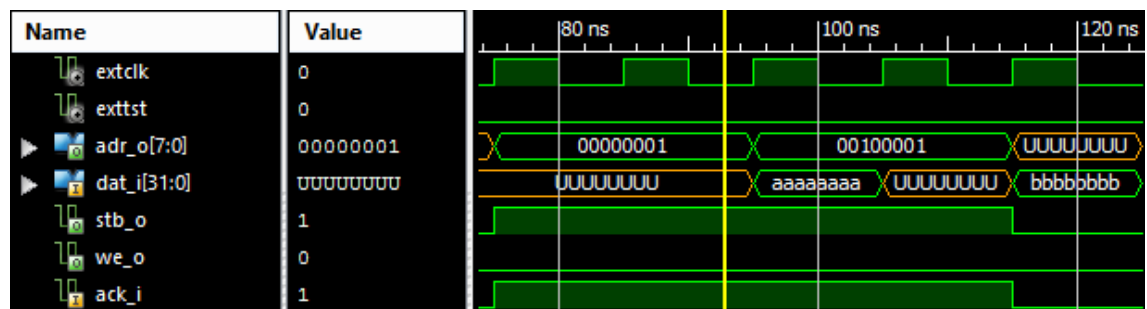 Name Value 80 ns 100 ns 120 ns
extclk 0
exttst 0
adr_o[7:0] 00000001 00000001 00100001 UUUUUUUU
dat_i[31:0] UUUUUUUU UUUUUUUU aaaaaaaa UUUUUUUU bbbbbbbb
stb_o 1
we_o 0
ack_i 1